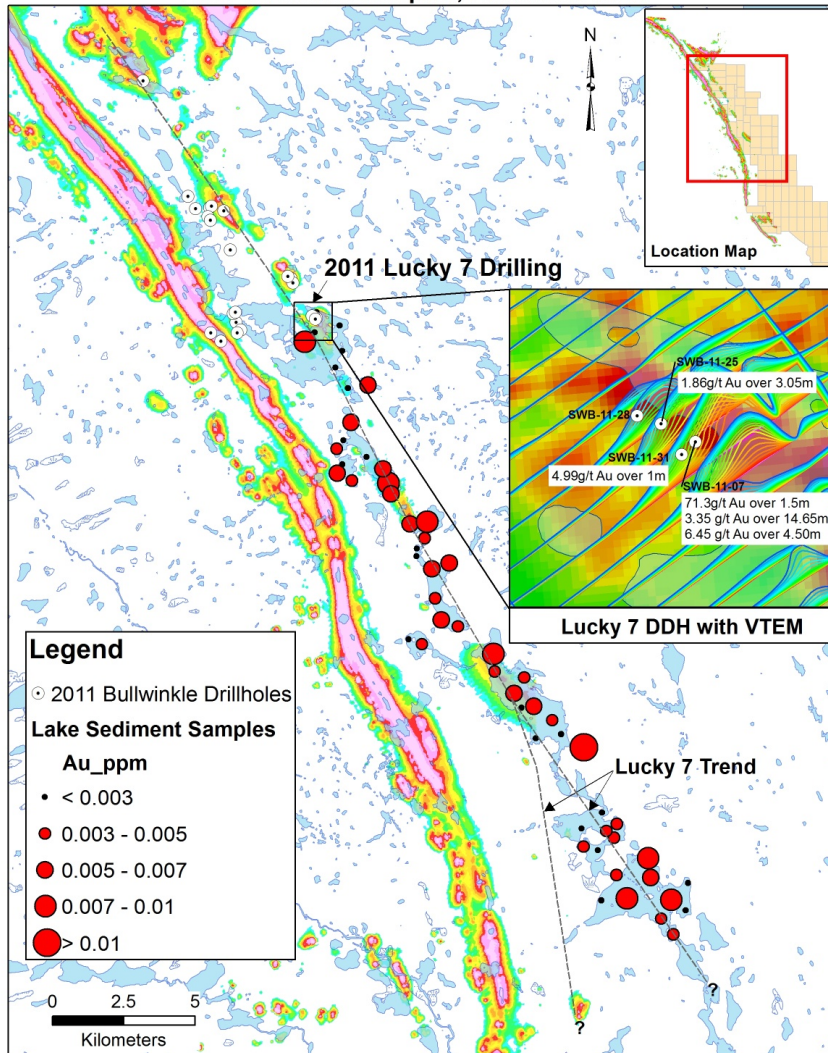 N
Location Map
2011 Lucky 7 Drilling
SWB-11-25
1.86g/t Au over 3.05m
SWB-11-28
SWB-11-31
4.99g/t Au over 1m
SWB-11-07
71.3g/t Au over 1.5m
3.35 g/t Au over 14.65m
6.45 g/t Au over 4.50m
Lucky 7 DDH with VTEM
Legend
2011 Bullwinkle Drillholes
Lake Sediment Samples
Au_ppm
< 0.003
0.003 - 0.005
0.005 - 0.007
0.007 - 0.01
> 0.01
Lucky 7 Trend
0 2.5 5
Kilometers
?
?